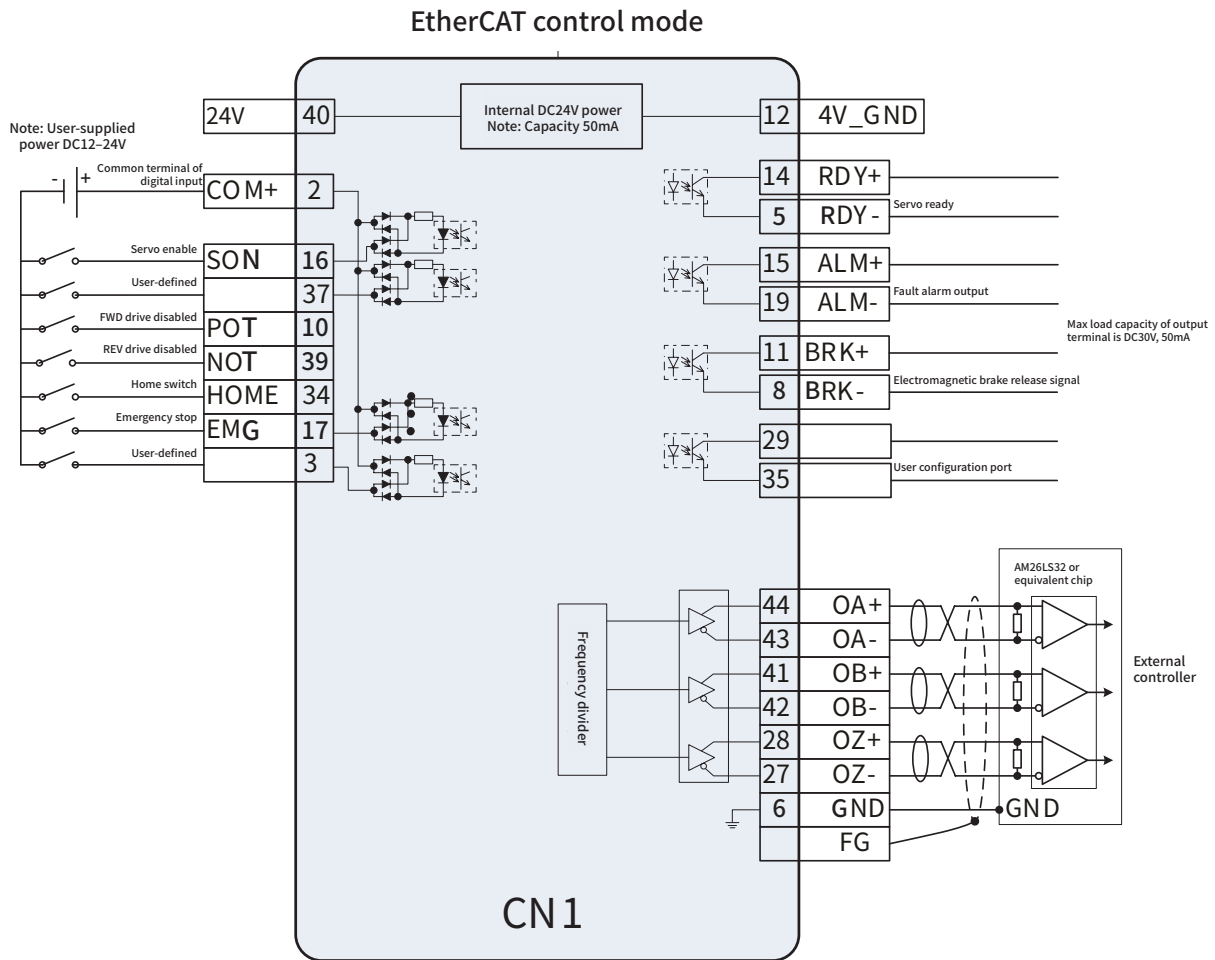 EtherCAT control mode
24V
40
Internal DC24V power
Note: Capacity 50mA
12
4V_GND
Note: User-supplied
power DC12–24V
-
+
Common terminal of
digital input
COM+
2
Servo enable
SON
16
User-defined
37
FWD drive disabled
POT
10
REV drive disabled
NOT
39
Home switch
HOME
34
Emergency stop
EMG
17
User-defined
3
14
RDY+
5
RDY-
Servo ready
15
ALM+
19
ALM-
Fault alarm output
11
BRK+
8
BRK-
Electromagnetic brake release signal
29
35
User configuration port
Max load capacity of output
terminal is DC30V, 50mA
Frequency divider
44
OA+
43
OA-
41
OB+
42
OB-
28
OZ+
27
OZ-
6
GND
FG
AM26LS32 or
equivalent chip
GND
External
controller
CN1